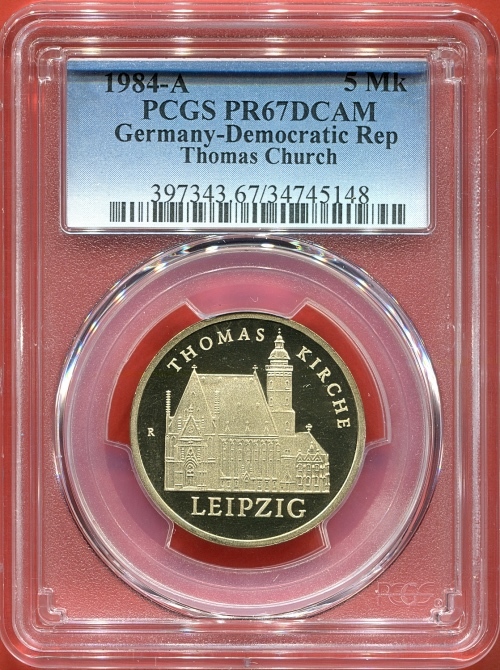 1984-A 5 Mk
PCGS PR67DCAM
Germany-Democratic Rep
Thomas Church
397343.67/34745148
THOMAS KIRCHE
R
LEIPZIG
PCGS